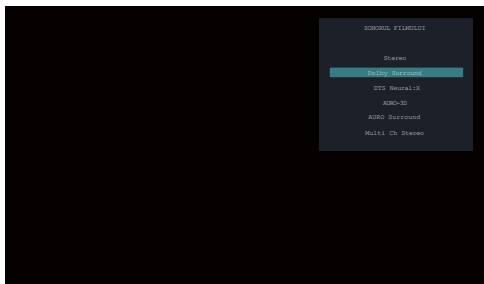 SONORUL FILMULUI
Stereo
Dolby Surround
DTS Neural:X
AURO-3D
AURO Surround
Multi Ch Stereo